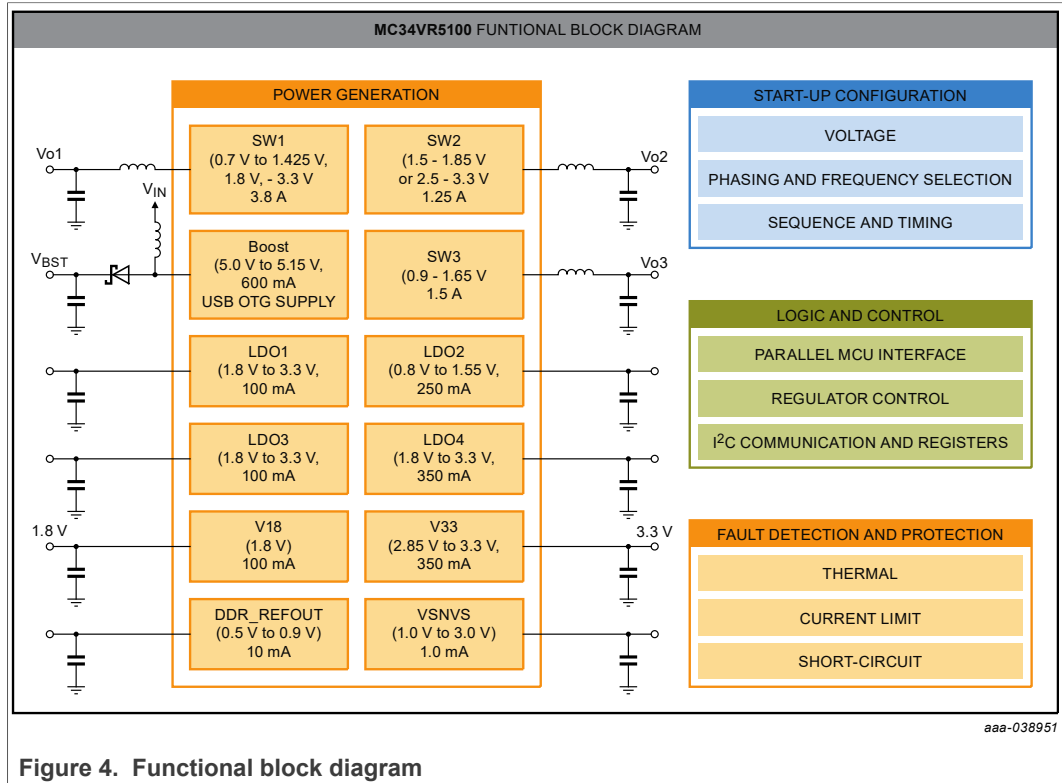 MC34VR5100 FUNTIONAL BLOCK DIAGRAM
POWER GENERATION
SW1
(0.7 V to 1.425 V,
1.8 V, - 3.3 V
3.8 A
SW2
(1.5 - 1.85 V
or 2.5 - 3.3 V
1.25 A
Vo1
VIN
Vo2
Boost
(5.0 V to 5.15 V,
600 mA
USB OTG SUPPLY
SW3
(0.9 - 1.65 V
1.5 A
VBST
Vo3
LDO1
(1.8 V to 3.3 V,
100 mA
LDO2
(0.8 V to 1.55 V,
250 mA
LDO3
(1.8 V to 3.3 V,
100 mA
LDO4
(1.8 V to 3.3 V,
350 mA
1.8 V
V18
(1.8 V)
100 mA
V33
(2.85 V to 3.3 V,
350 mA
3.3 V
DDR_REFOUT
(0.5 V to 0.9 V)
10 mA
VSNVS
(1.0 V to 3.0 V)
1.0 mA
START-UP CONFIGURATION
VOLTAGE
PHASING AND FREQUENCY SELECTION
SEQUENCE AND TIMING
LOGIC AND CONTROL
PARALLEL MCU INTERFACE
REGULATOR CONTROL
I2C COMMUNICATION AND REGISTERS
FAULT DETECTION AND PROTECTION
THERMAL
CURRENT LIMIT
SHORT-CIRCUIT
aaa-038951
Figure 4. Functional block diagram